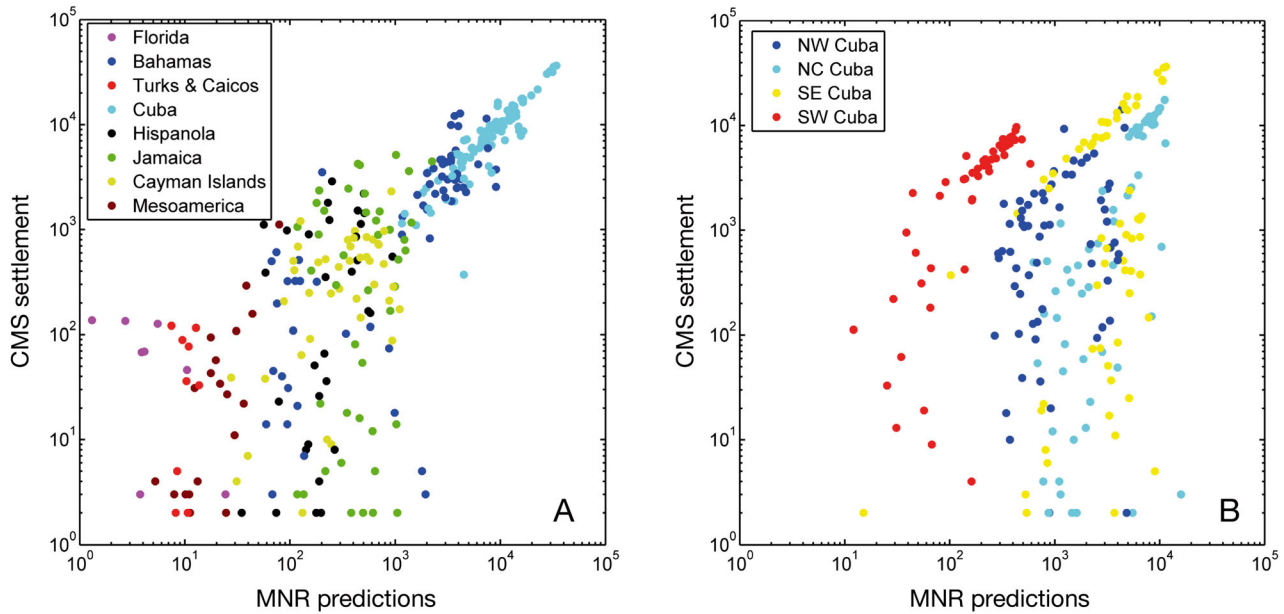 10^5
10^4
10^3
10^2
10^1
10^0
CMS settlement
Florida
Bahamas
Turks & Caicos
Cuba
Hispanola
Jamaica
Cayman Islands
Mesoamerica
A
10^0 10^1 10^2 10^3 10^4 10^5
MNR predictions
10^5
10^4
10^3
10^2
10^1
10^0
CMS settlement
NW Cuba
NC Cuba
SE Cuba
SW Cuba
B
10^0 10^1 10^2 10^3 10^4 10^5
MNR predictions